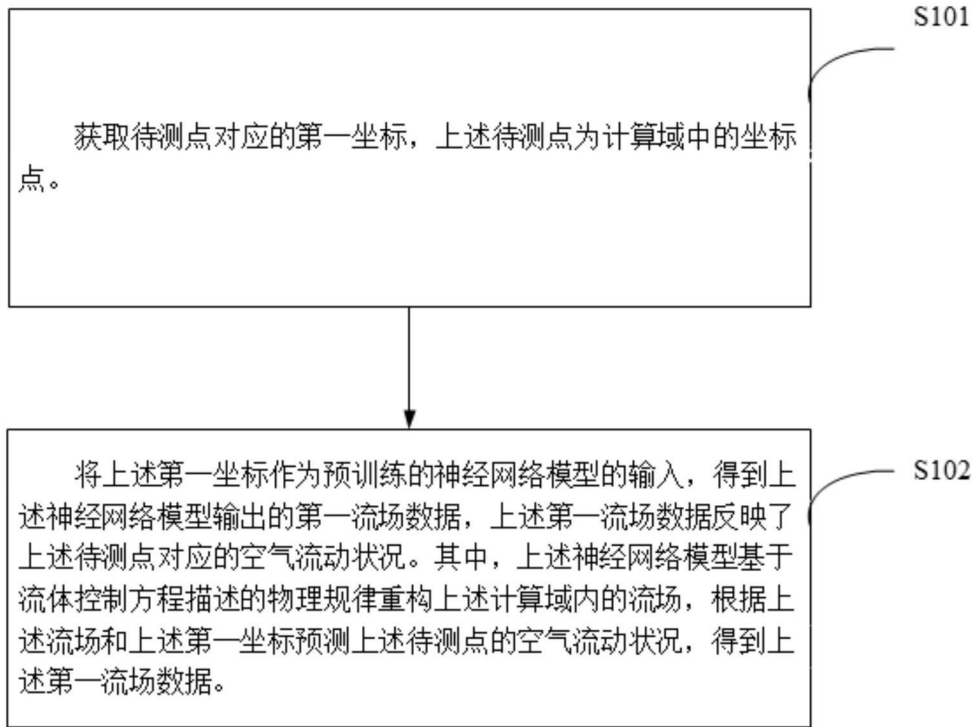 S101
获取待测点对应的第一坐标，上述待测点为计算域中的坐标
点。
将上述第一坐标作为预训练的神经网络模型的输入，得到上
述神经网络模型输出的第一流场数据，上述第一流场数据反映了
上述待测点对应的空气流动状况。其中，上述神经网络模型基于
流体控制方程描述的物理规律重构上述计算域内的流场，根据上
述流场和上述第一坐标预测上述待测点的空气流动状况，得到上
述第一流场数据。
S102